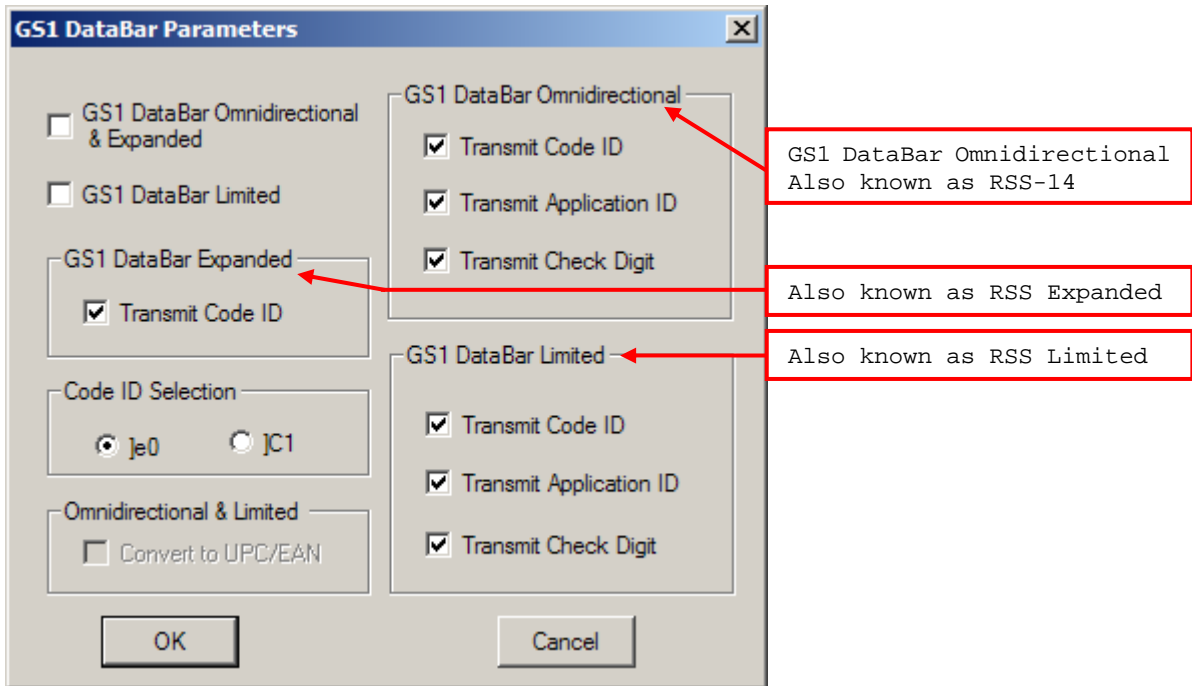 GS1 DataBar Parameters
GS1 DataBar Omnidirectional
& Expanded
GS1 DataBar Limited
GS1 DataBar Expanded
Transmit Code ID
Code ID Selection
]e0
]C1
Omnidirectional & Limited
Convert to UPC/EAN
GS1 DataBar Omnidirectional
Transmit Code ID
Transmit Application ID
Transmit Check Digit
GS1 DataBar Limited
Transmit Code ID
Transmit Application ID
Transmit Check Digit
OK
Cancel
GS1 DataBar Omnidirectional
Also known as RSS-14
Also known as RSS Expanded
Also known as RSS Limited